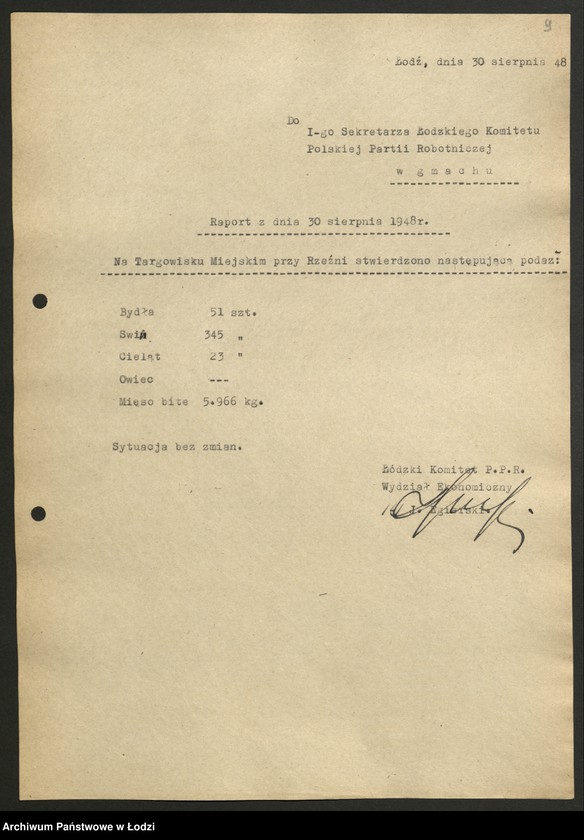 9
Łodź, dnia 30 sierpnia 48
Do
I-go Sekretarza Łodzkiego Komitetu
Polskiej Partii Robotniczej
w gmachu
Raport z dnia 30 sierpnia 1948r.
Na Targowisku Miejskim przy Rzeźni stwierdzono następującą podaż:
Bydła 51 szt.
Swiń 345 "
Cieląt 23 "
Owiec ---
Mięso bite 5.966 kg.
Sytuacja bez zmian.
Łódzki Komitet P.P.R.
Wydział Ekonomiczny
Archiwum Państwowe w Łodzi